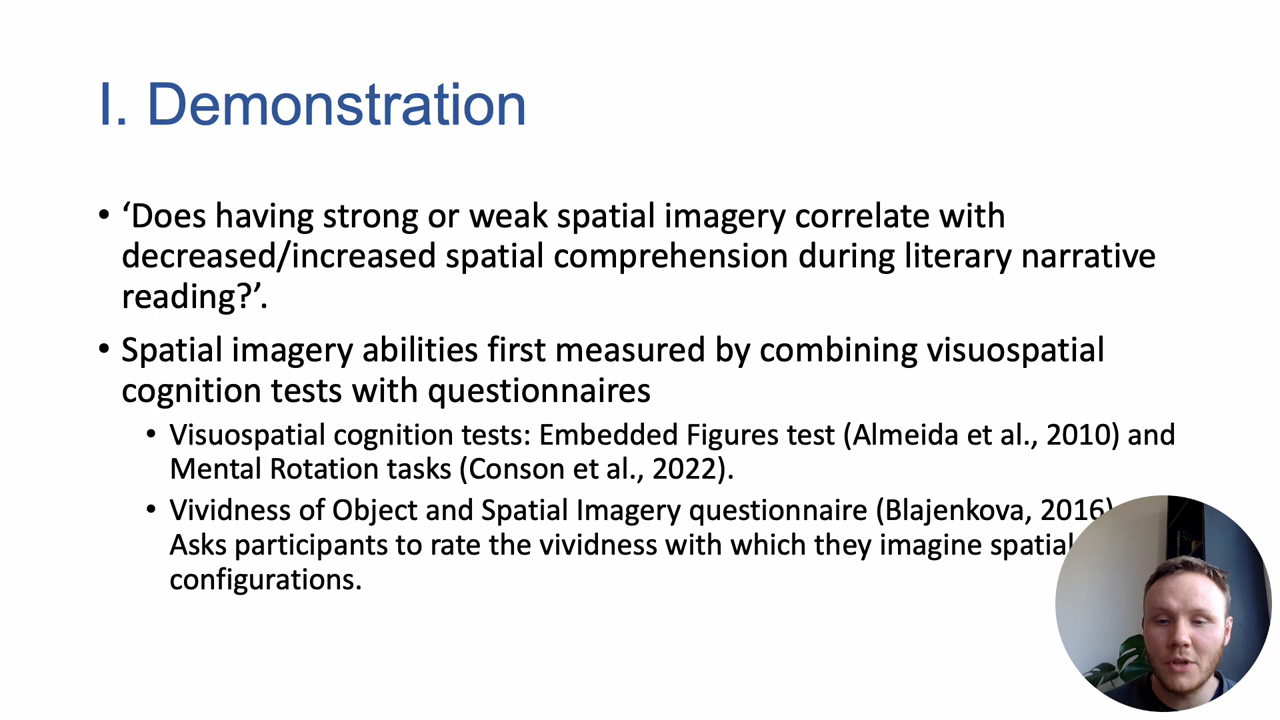 I. Demonstration
• ‘Does having strong or weak spatial imagery correlate with
decreased/increased spatial comprehension during literary narrative
reading?’.
• Spatial imagery abilities first measured by combining visuospatial
cognition tests with questionnaires
• Visuospatial cognition tests: Embedded Figures test (Almeida et al., 2010) and
Mental Rotation tasks (Conson et al., 2022).
• Vividness of Object and Spatial Imagery questionnaire (Blajenkova, 2016)
Asks participants to rate the vividness with which they imagine spatial
configurations.